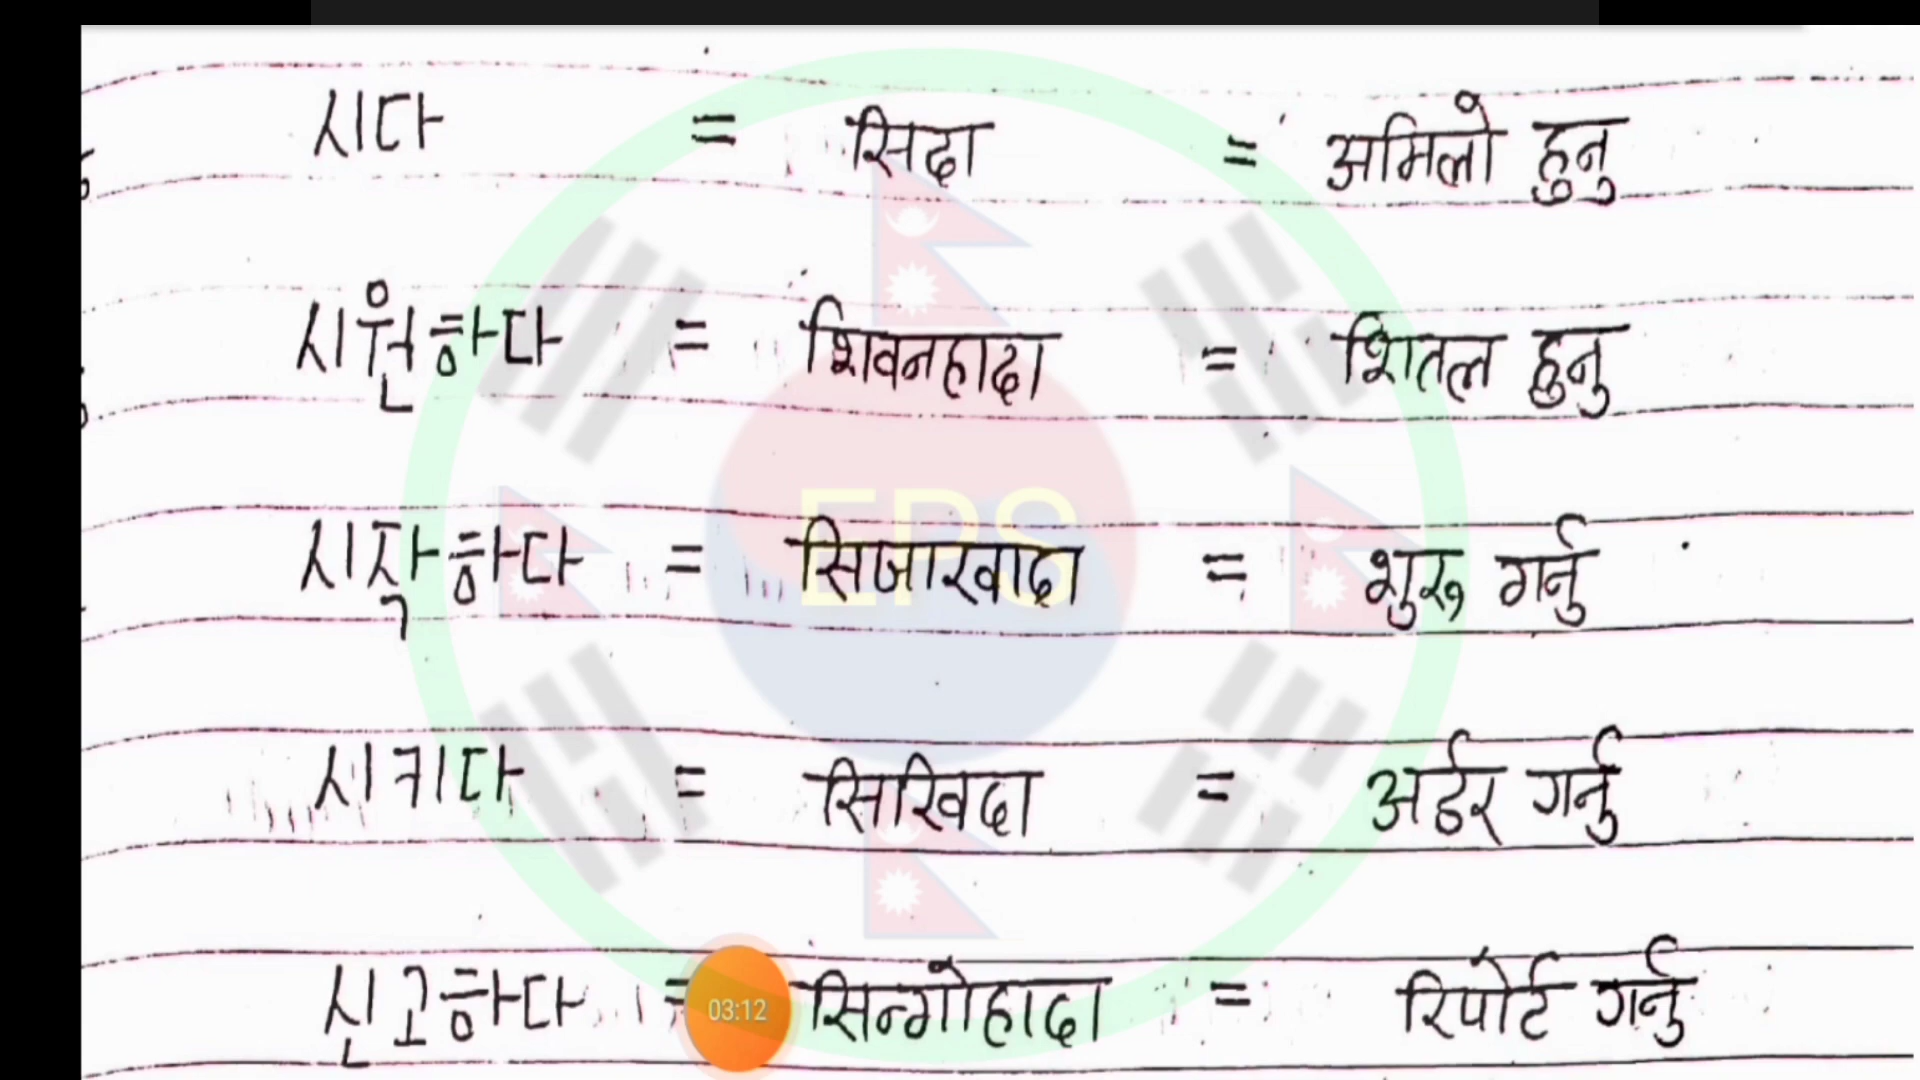 시다 = सिदा = अमिलो हुनु
시원하다 = शिवनहादा = शितल हुनु
EPS
시작하다 = सिजाखादा = शुरू गर्नु
시키다 = सिखिदा = अर्डर गर्नु
신고하다 = सिन्गोहादा = रिपोर्ट गर्नु
03:12